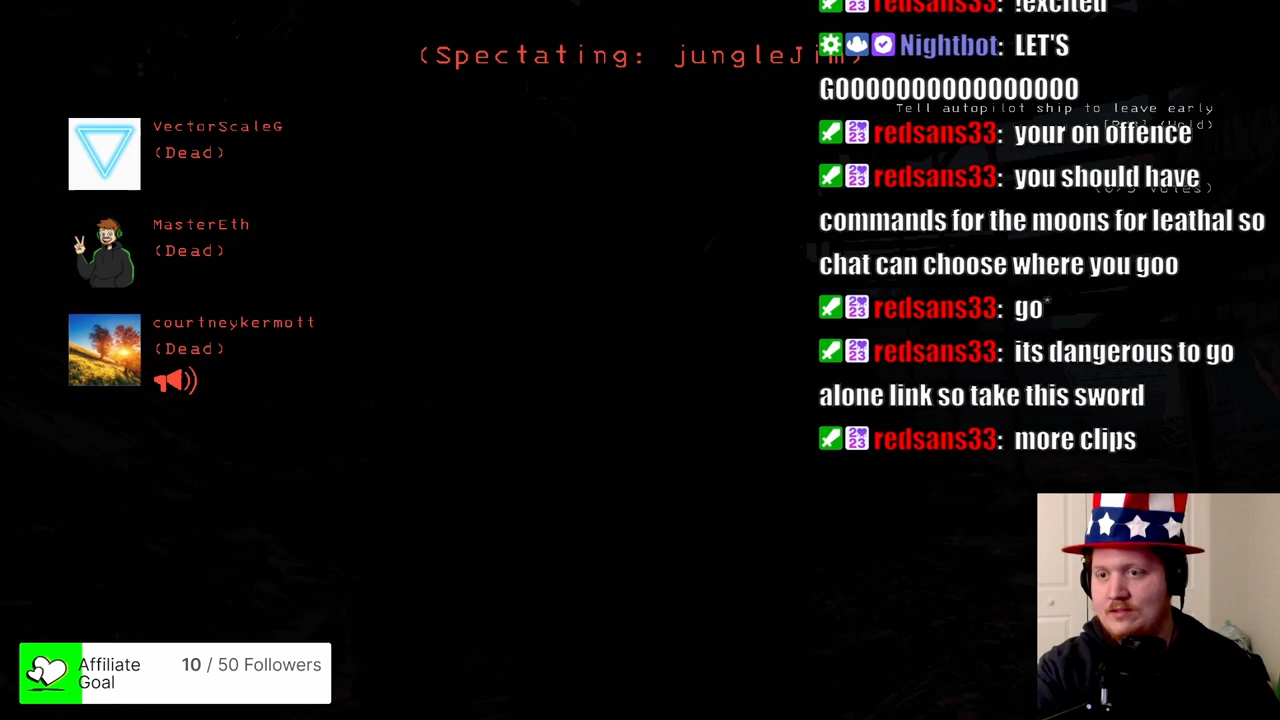 (Spectating: jungleJim)
VectorScaleG
(Dead)
MasterEth
(Dead)
courtneykermott
(Dead)
redsans33: !excited
Nightbot: LET'S
GOOOOOOOOOOOOOOO
Tell autopilot ship to leave early
redsans33: your on offence
redsans33: you should have
commands for the moons for leathal so
chat can choose where you goo
redsans33: go*
redsans33: its dangerous to go
alone link so take this sword
redsans33: more clips
Affiliate
Goal
10 / 50 Followers